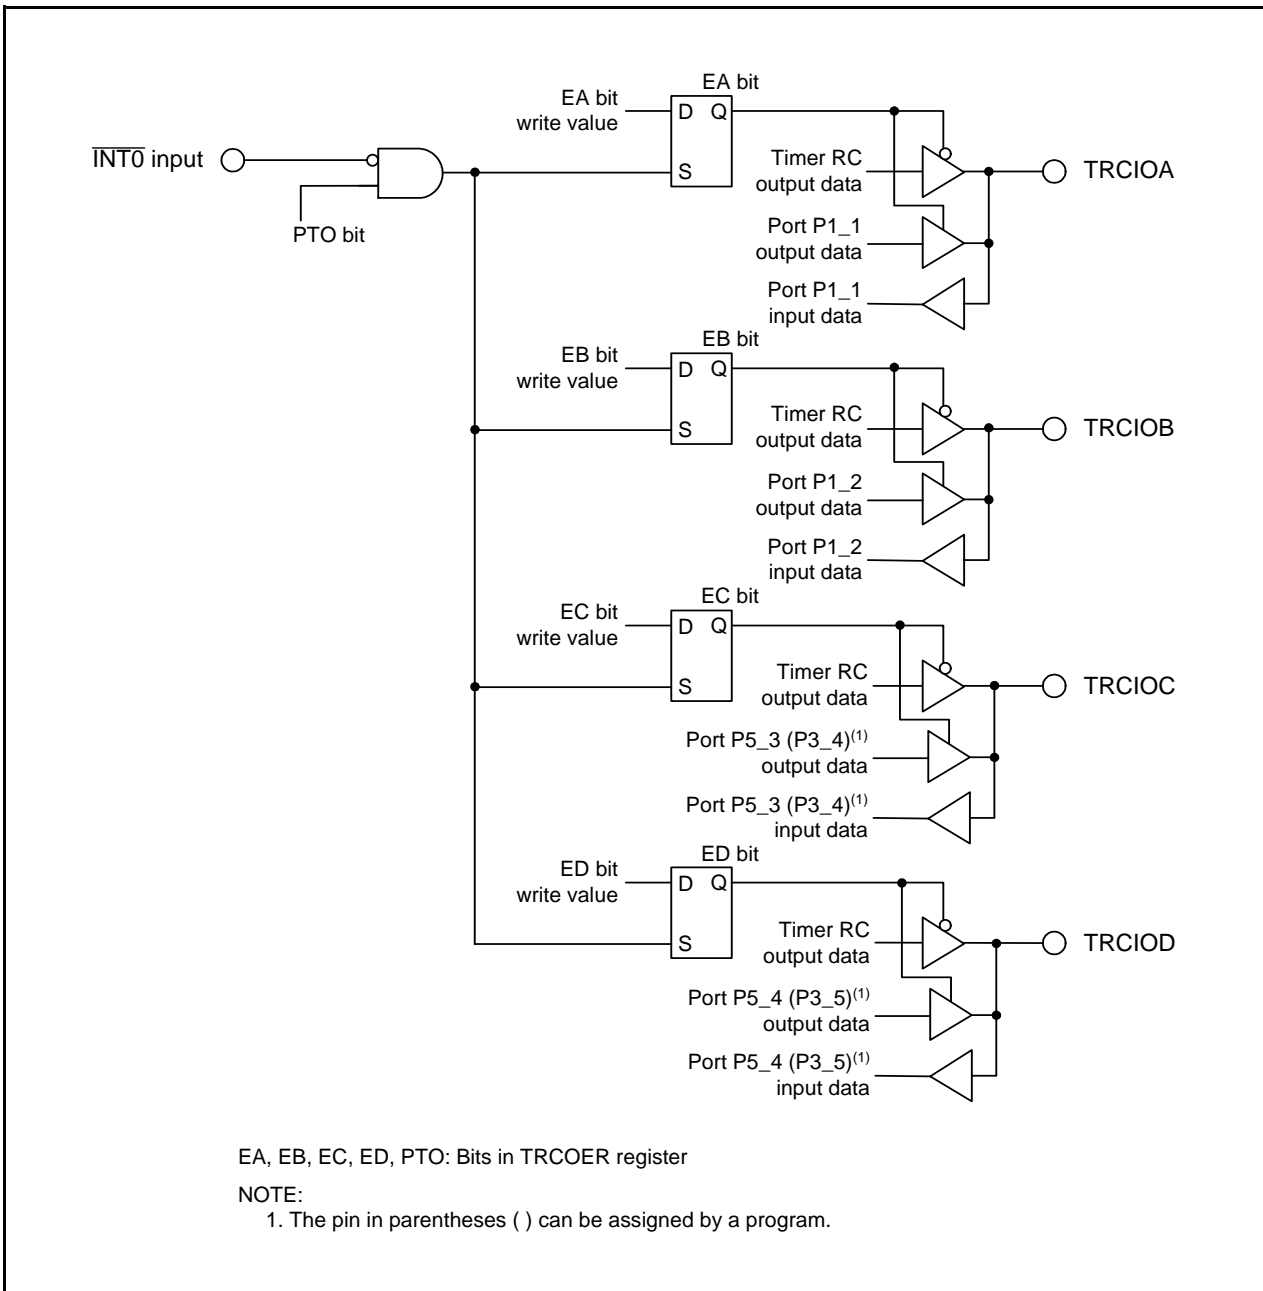 EA bit
EA bit
write value
D Q
S
INT0 input
PTO bit
Timer RC
output data
TRCIOA
Port P1_1
output data
Port P1_1
input data
EB bit
EB bit
write value
D Q
S
Timer RC
output data
TRCIOB
Port P1_2
output data
Port P1_2
input data
EC bit
EC bit
write value
D Q
S
Timer RC
output data
TRCIOC
Port P5_3 (P3_4)(1)
output data
Port P5_3 (P3_4)(1)
input data
ED bit
ED bit
write value
D Q
S
Timer RC
output data
TRCIOD
Port P5_4 (P3_5)(1)
output data
Port P5_4 (P3_5)(1)
input data
EA, EB, EC, ED, PTO: Bits in TRCOER register
NOTE:
1. The pin in parentheses ( ) can be assigned by a program.